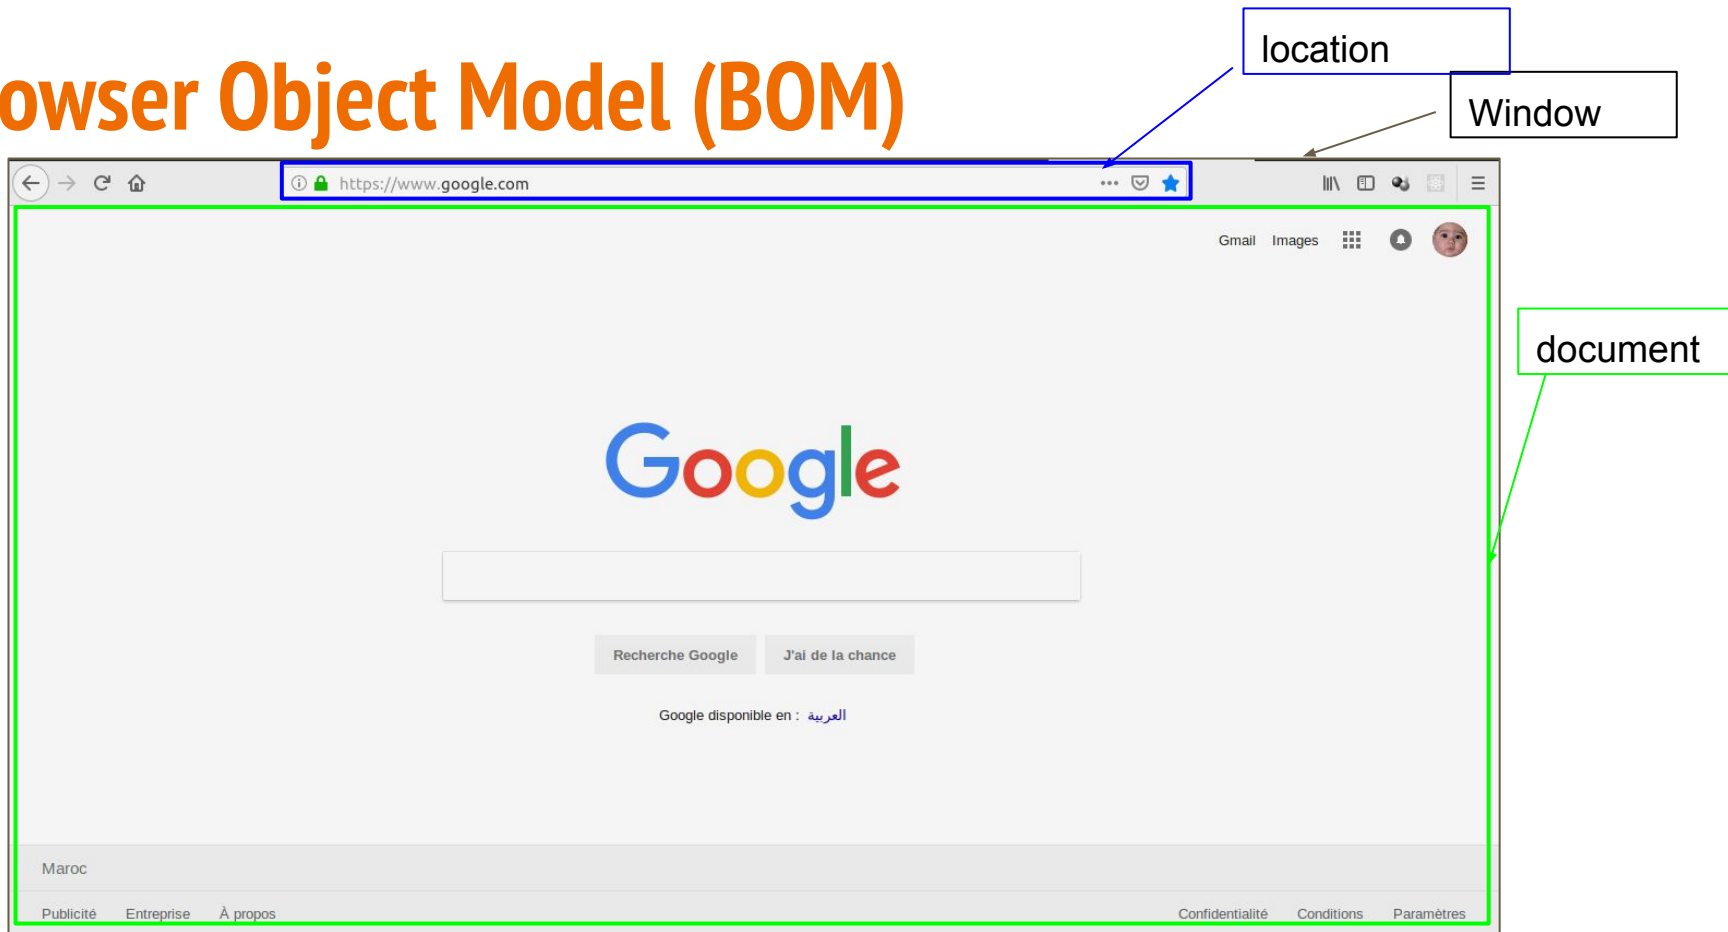 location
owser Object Model (BOM)
Window
https://www.google.com
Gmail Images
document
Google
Recherche Google J'ai de la chance
Google disponible en : العربية
Maroc
Publicité Entreprise À propos Confidentialité Conditions Paramètres